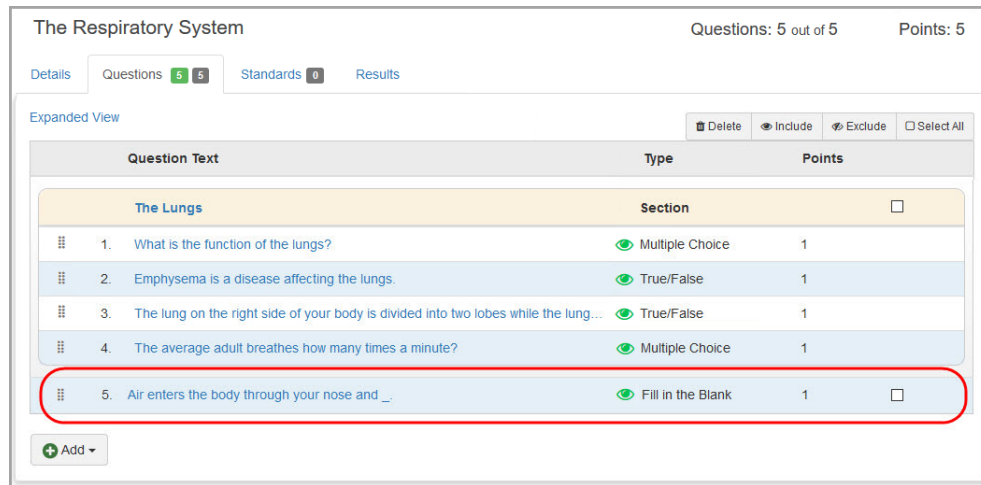 The Respiratory System Questions: 5 out of 5 Points: 5
Details Questions 5 5 Standards 0 Results
Expanded View Delete Include Exclude Select All
Question Text Type Points
The Lungs Section
1. What is the function of the lungs? Multiple Choice 1
2. Emphysema is a disease affecting the lungs. True/False 1
3. The lung on the right side of your body is divided into two lobes while the lung... True/False 1
4. The average adult breathes how many times a minute? Multiple Choice 1
5. Air enters the body through your nose and _. Fill in the Blank 1
Add